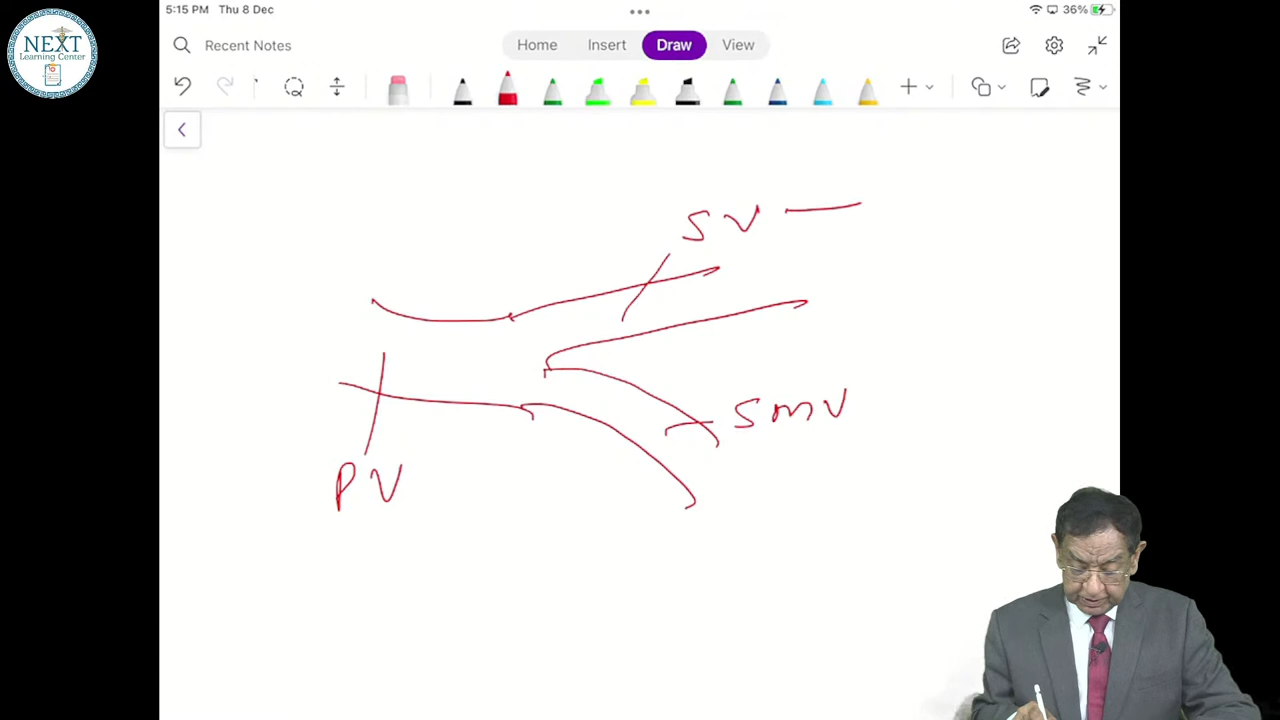 5:15 PM Thu 8 Dec
36%
NEXT
Learning Center
Recent Notes
Home Insert Draw View
SV
SMV
PV